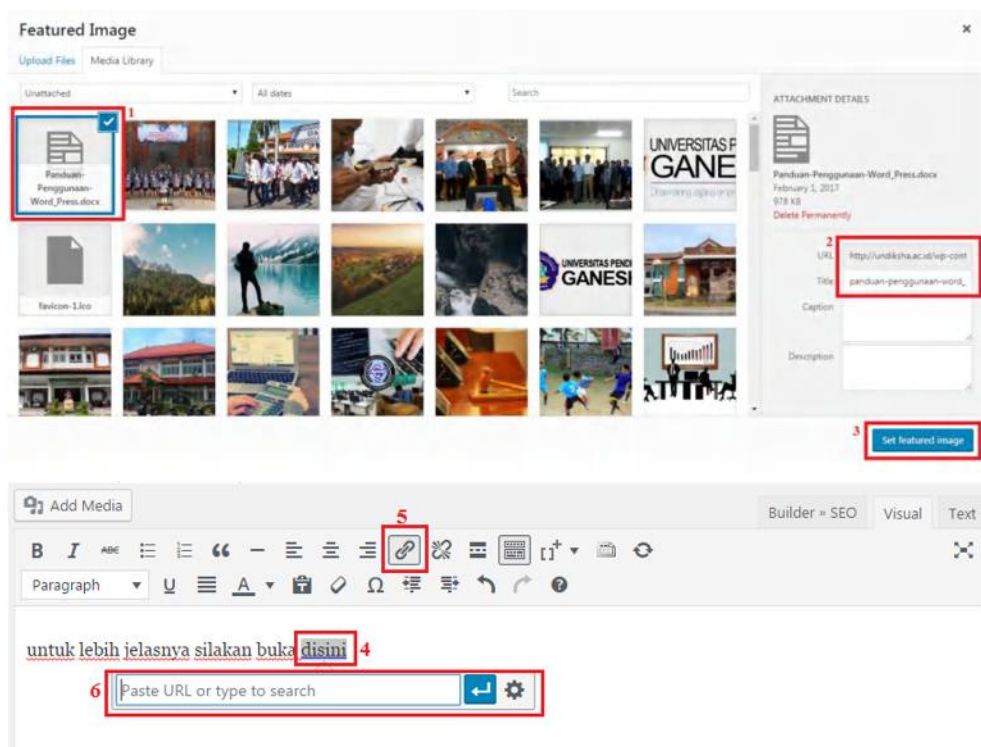 Featured Image
×
Upload Files Media Library
Unattached All dates Search
1
Panduan-
Penggunaan-
Word_Press.docx
UNIVERSITAS P
GANE
favicon-1.ico
UNIVERSITAS PENDI
GANESH
ATTACHMENT DETAILS
Panduan-Penggunaan-Word_Press.docx
February 1, 2017
978 KB
Delete Permanently
2
URL http://undiksha.ac.id/wp-cont
Title panduan-penggunaan-word_
Caption
Description
3 Set featured image
Add Media
Builder » SEO Visual Text
5
B I ABC
Paragraph U A Ω
untuk lebih jelasnya silakan buka disini 4
6 Paste URL or type to search